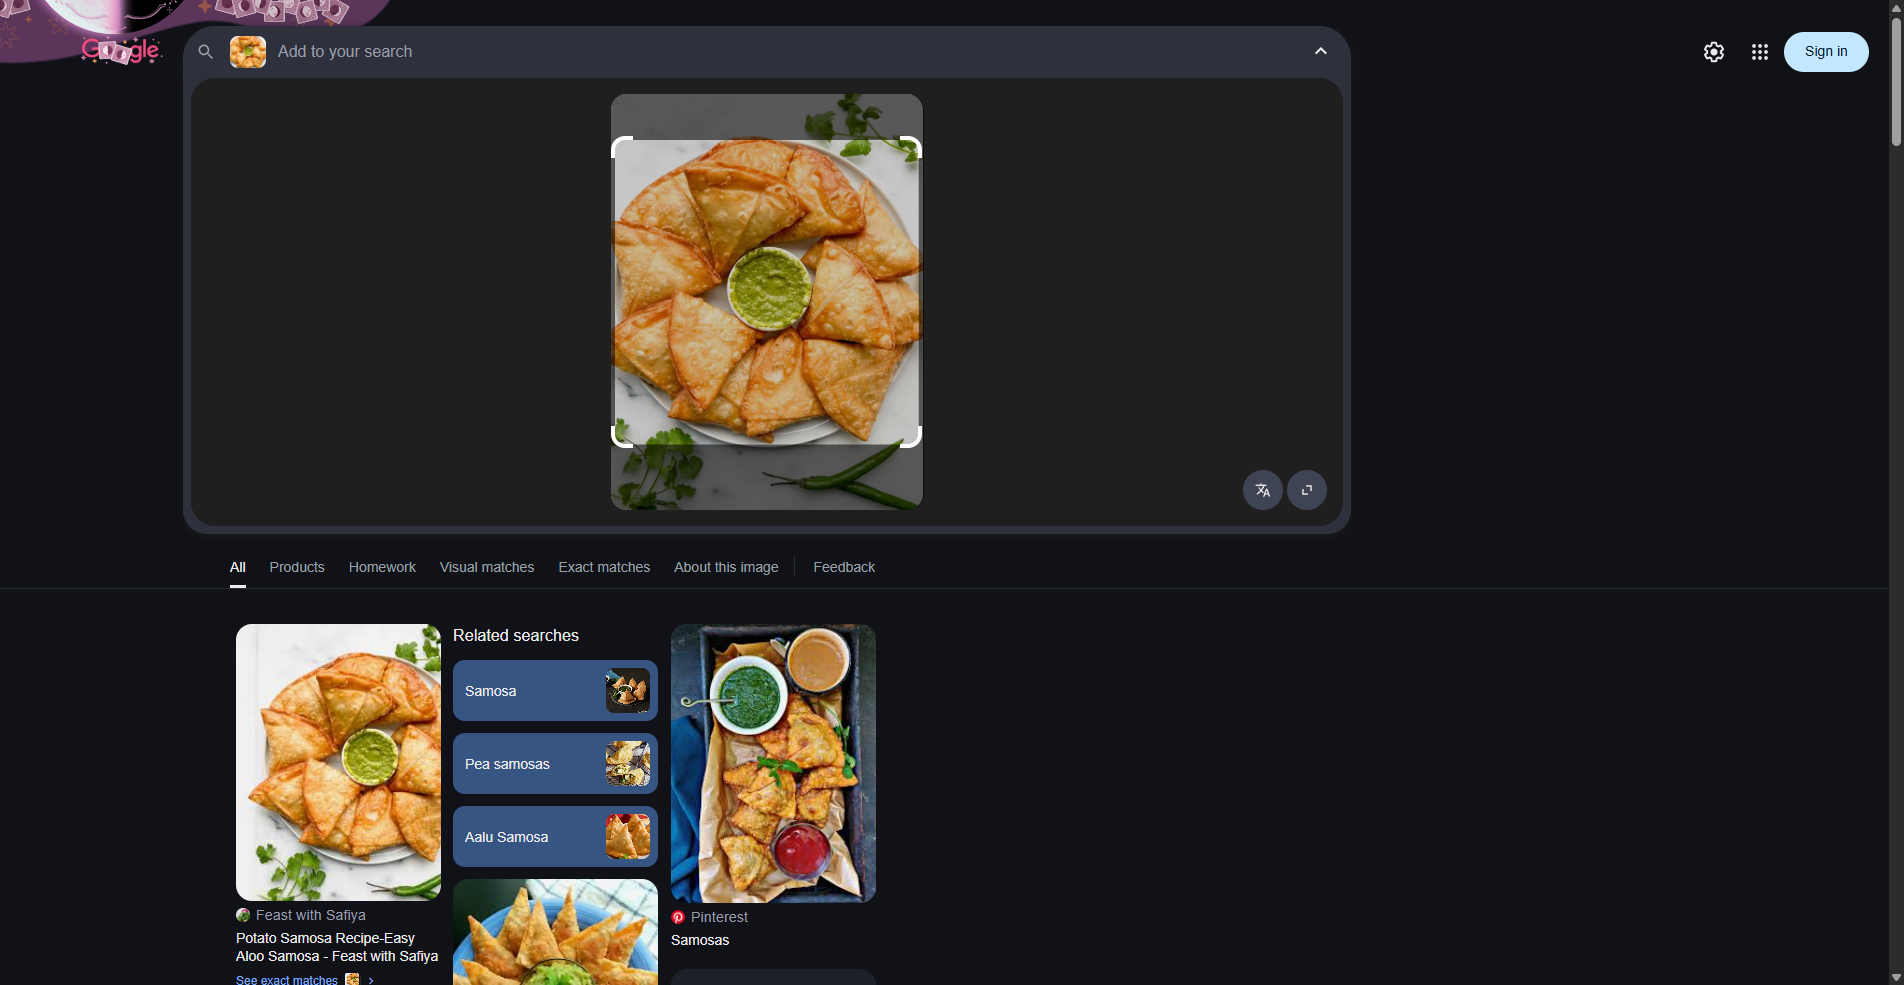 Google
Add to your search
Sign in
All
Products
Homework
Visual matches
Exact matches
About this image
Feedback
Feast with Safiya
Potato Samosa Recipe-Easy
Aloo Samosa - Feast with Safiya
See exact matches
Related searches
Samosa
Pea samosas
Aalu Samosa
Pinterest
Samosas